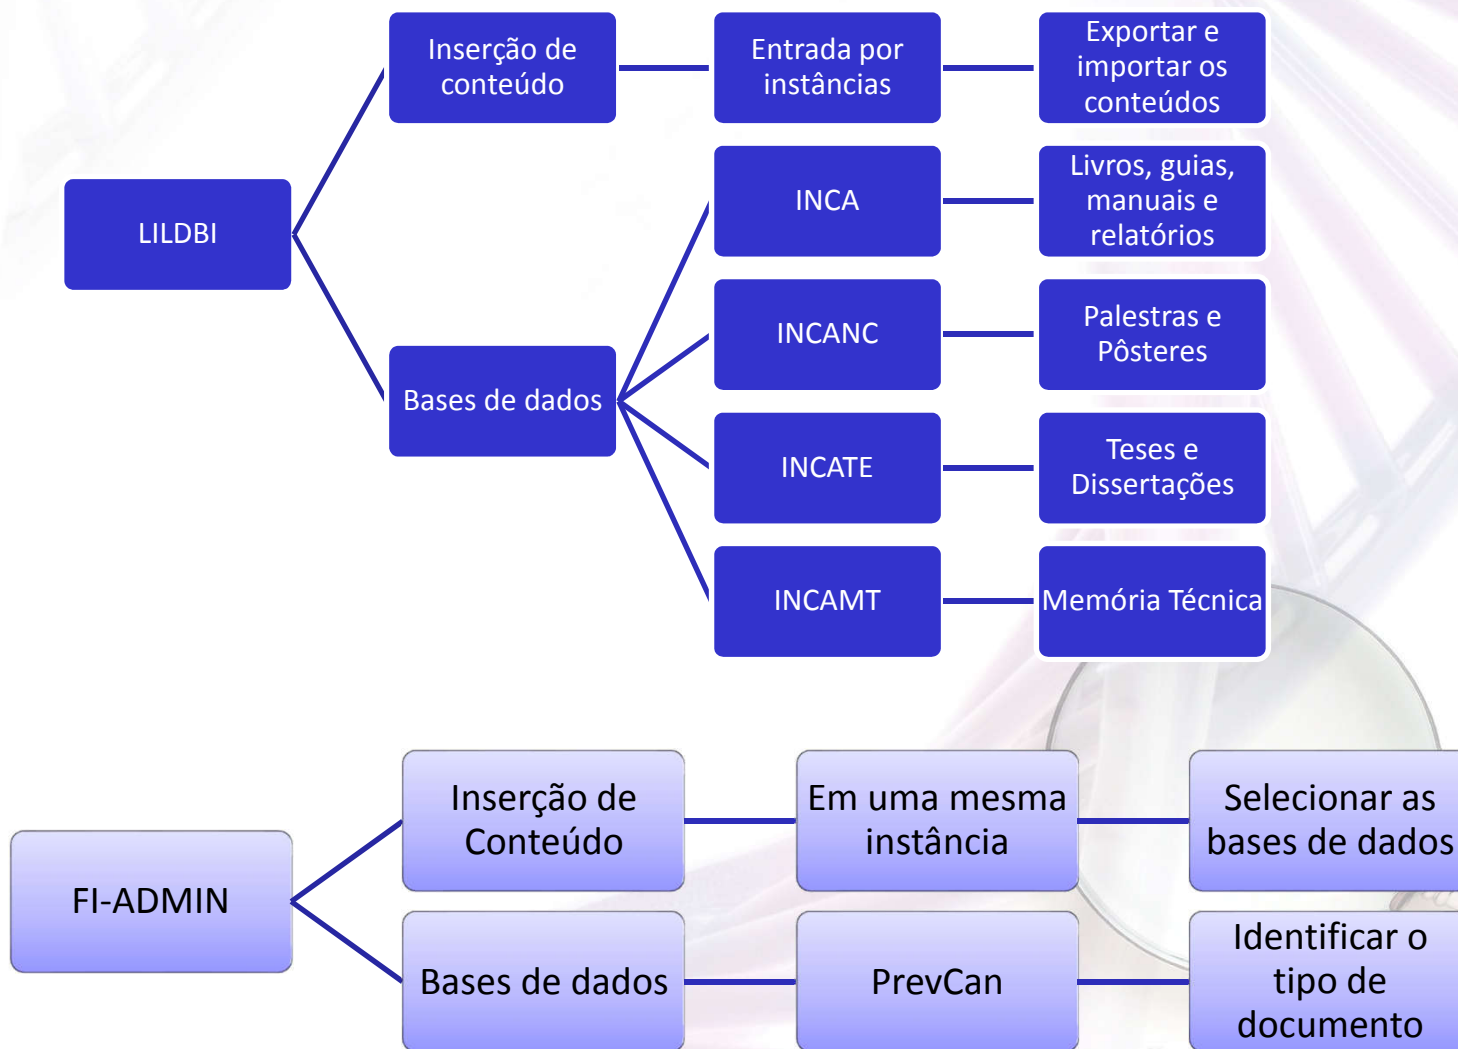 Inserção de
conteúdo
Entrada por
instâncias
Exportar e
importar os
conteúdos
LILDBI
INCA
Livros, guias,
manuais e
relatórios
Bases de dados
INCANC
Palestras e
Pôsteres
INCATE
Teses e
Dissertações
INCAMT
Memória Técnica
FI-ADMIN
Inserção de
Conteúdo
Em uma mesma
instância
Selecionar as
bases de dados
Bases de dados
PrevCan
Identificar o
tipo de
documento